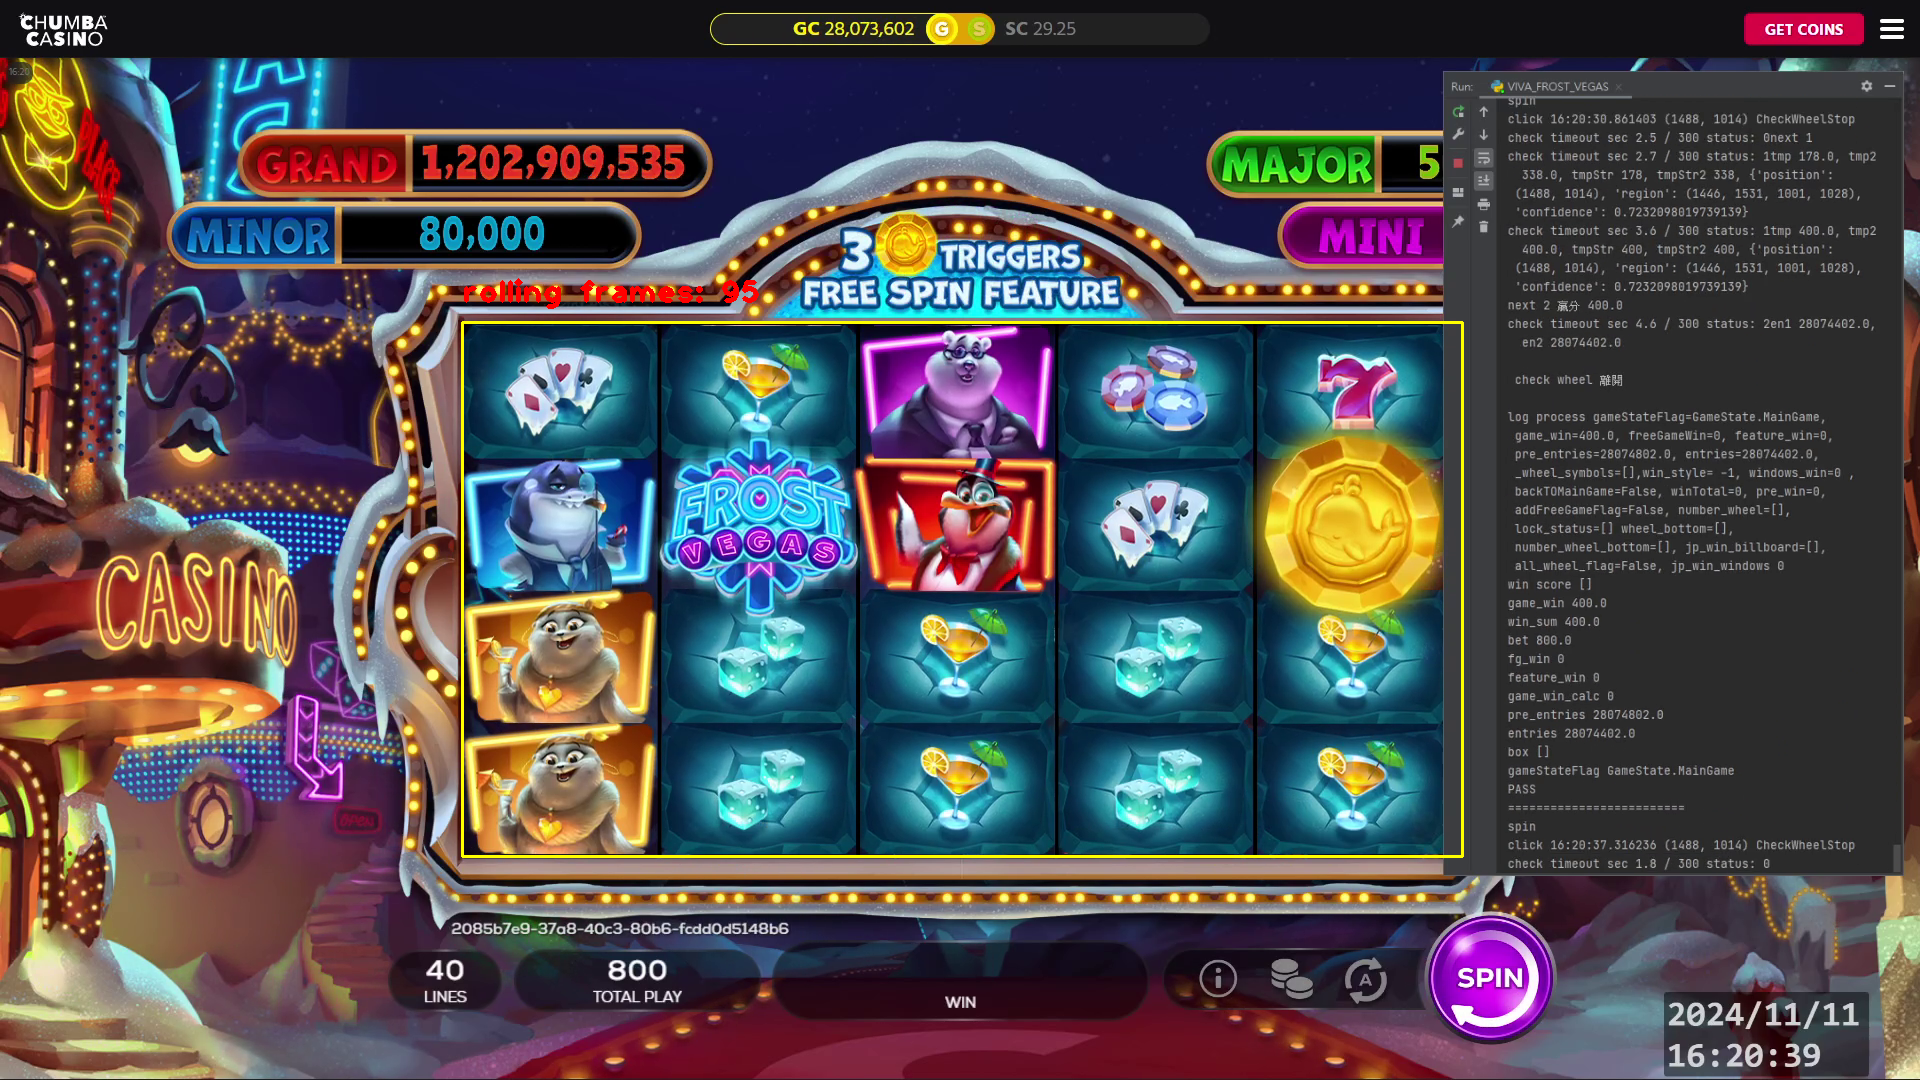 CHUMBA CASINO
GC 28,073,602 G S SC 29.25
GET COINS
16:20
PLACE
GRAND 1,202,909,535
MAJOR 5
MINOR 80,000
MINI
3 TRIGGERS
FREE SPIN FEATURE
rolling frames: 95
FROST
VEGAS
7
CASINO
OPEN
2085b7e9-37a8-40c3-80b6-fcdd0d5148b6
40
LINES
800
TOTAL PLAY
WIN
SPIN
2024/11/11
16:20:39
Run: VIVA_FROST_VEGAS
spin
click 16:20:30.861403 (1488, 1014) CheckWheelStop
check timeout sec 2.5 / 300 status: 0next 1
check timeout sec 2.7 / 300 status: 1tmp 178.0, tmp2
338.0, tmpStr 178, tmpStr2 338, {'position':
(1488, 1014), 'region': (1446, 1531, 1001, 1028),
'confidence': 0.7232098019739139}
check timeout sec 3.6 / 300 status: 1tmp 400.0, tmp2
400.0, tmpStr 400, tmpStr2 400, {'position':
(1488, 1014), 'region': (1446, 1531, 1001, 1028),
'confidence': 0.7232098019739139}
next 2 贏分 400.0
check timeout sec 4.6 / 300 status: 2en1 28074402.0,
en2 28074402.0
check wheel 離開
log process gameStateFlag=GameState.MainGame,
game_win=400.0, freeGameWin=0, feature_win=0,
pre_entries=28074802.0, entries=28074402.0,
_wheel_symbols=[],win_style= -1, windows_win=0 ,
backTOMainGame=False, winTotal=0, pre_win=0,
addFreeGameFlag=False, number_wheel=[],
lock_status=[] wheel_bottom=[],
number_wheel_bottom=[], jp_win_billboard=[],
all_wheel_flag=False, jp_win_windows 0
win score []
game_win 400.0
win_sum 400.0
bet 800.0
fg_win 0
feature_win 0
game_win_calc 0
pre_entries 28074802.0
entries 28074402.0
box []
gameStateFlag GameState.MainGame
PASS
=========================
spin
click 16:20:37.316236 (1488, 1014) CheckWheelStop
check timeout sec 1.8 / 300 status: 0